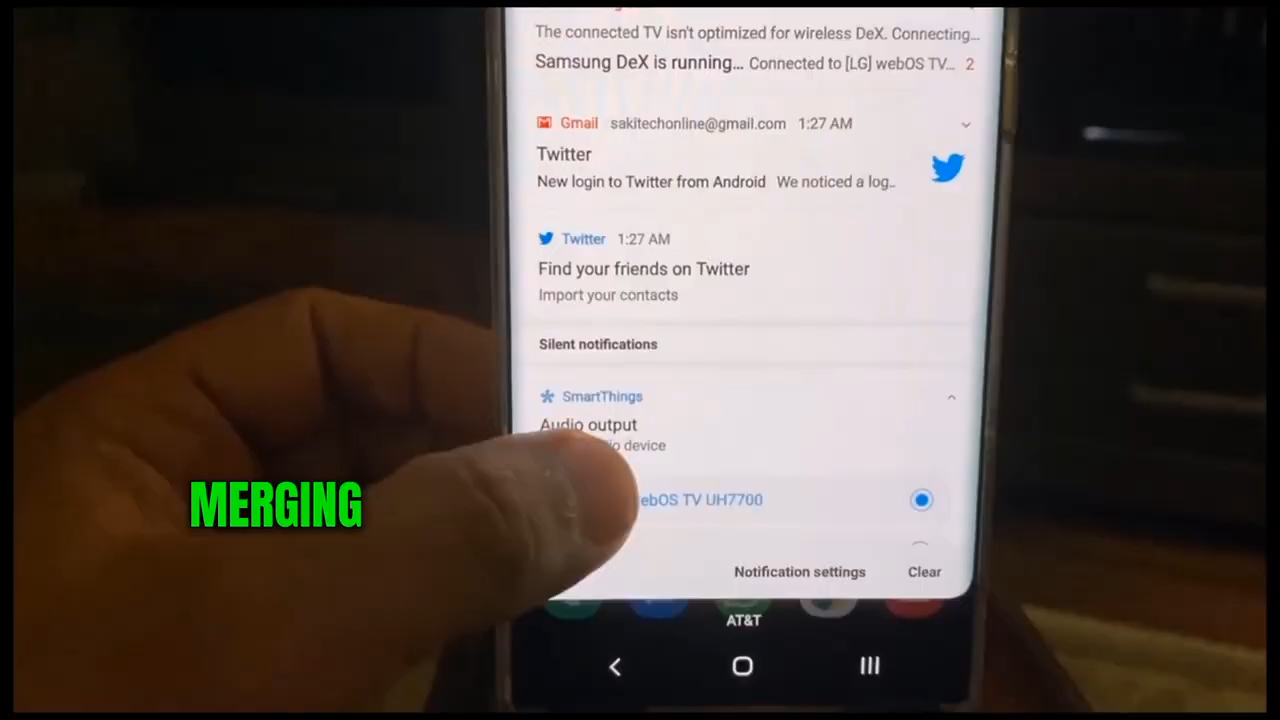 The connected TV isn't optimized for wireless DeX. Connecting...
Samsung DeX is running... Connected to [LG] webOS TV... 2
Gmail sakitechonline@gmail.com 1:27 AM
Twitter
New login to Twitter from Android We noticed a log..
Twitter 1:27 AM
Find your friends on Twitter
Import your contacts
Silent notifications
SmartThings
Audio output
device
ebOS TV UH7700
MERGING
Notification settings Clear
AT&T